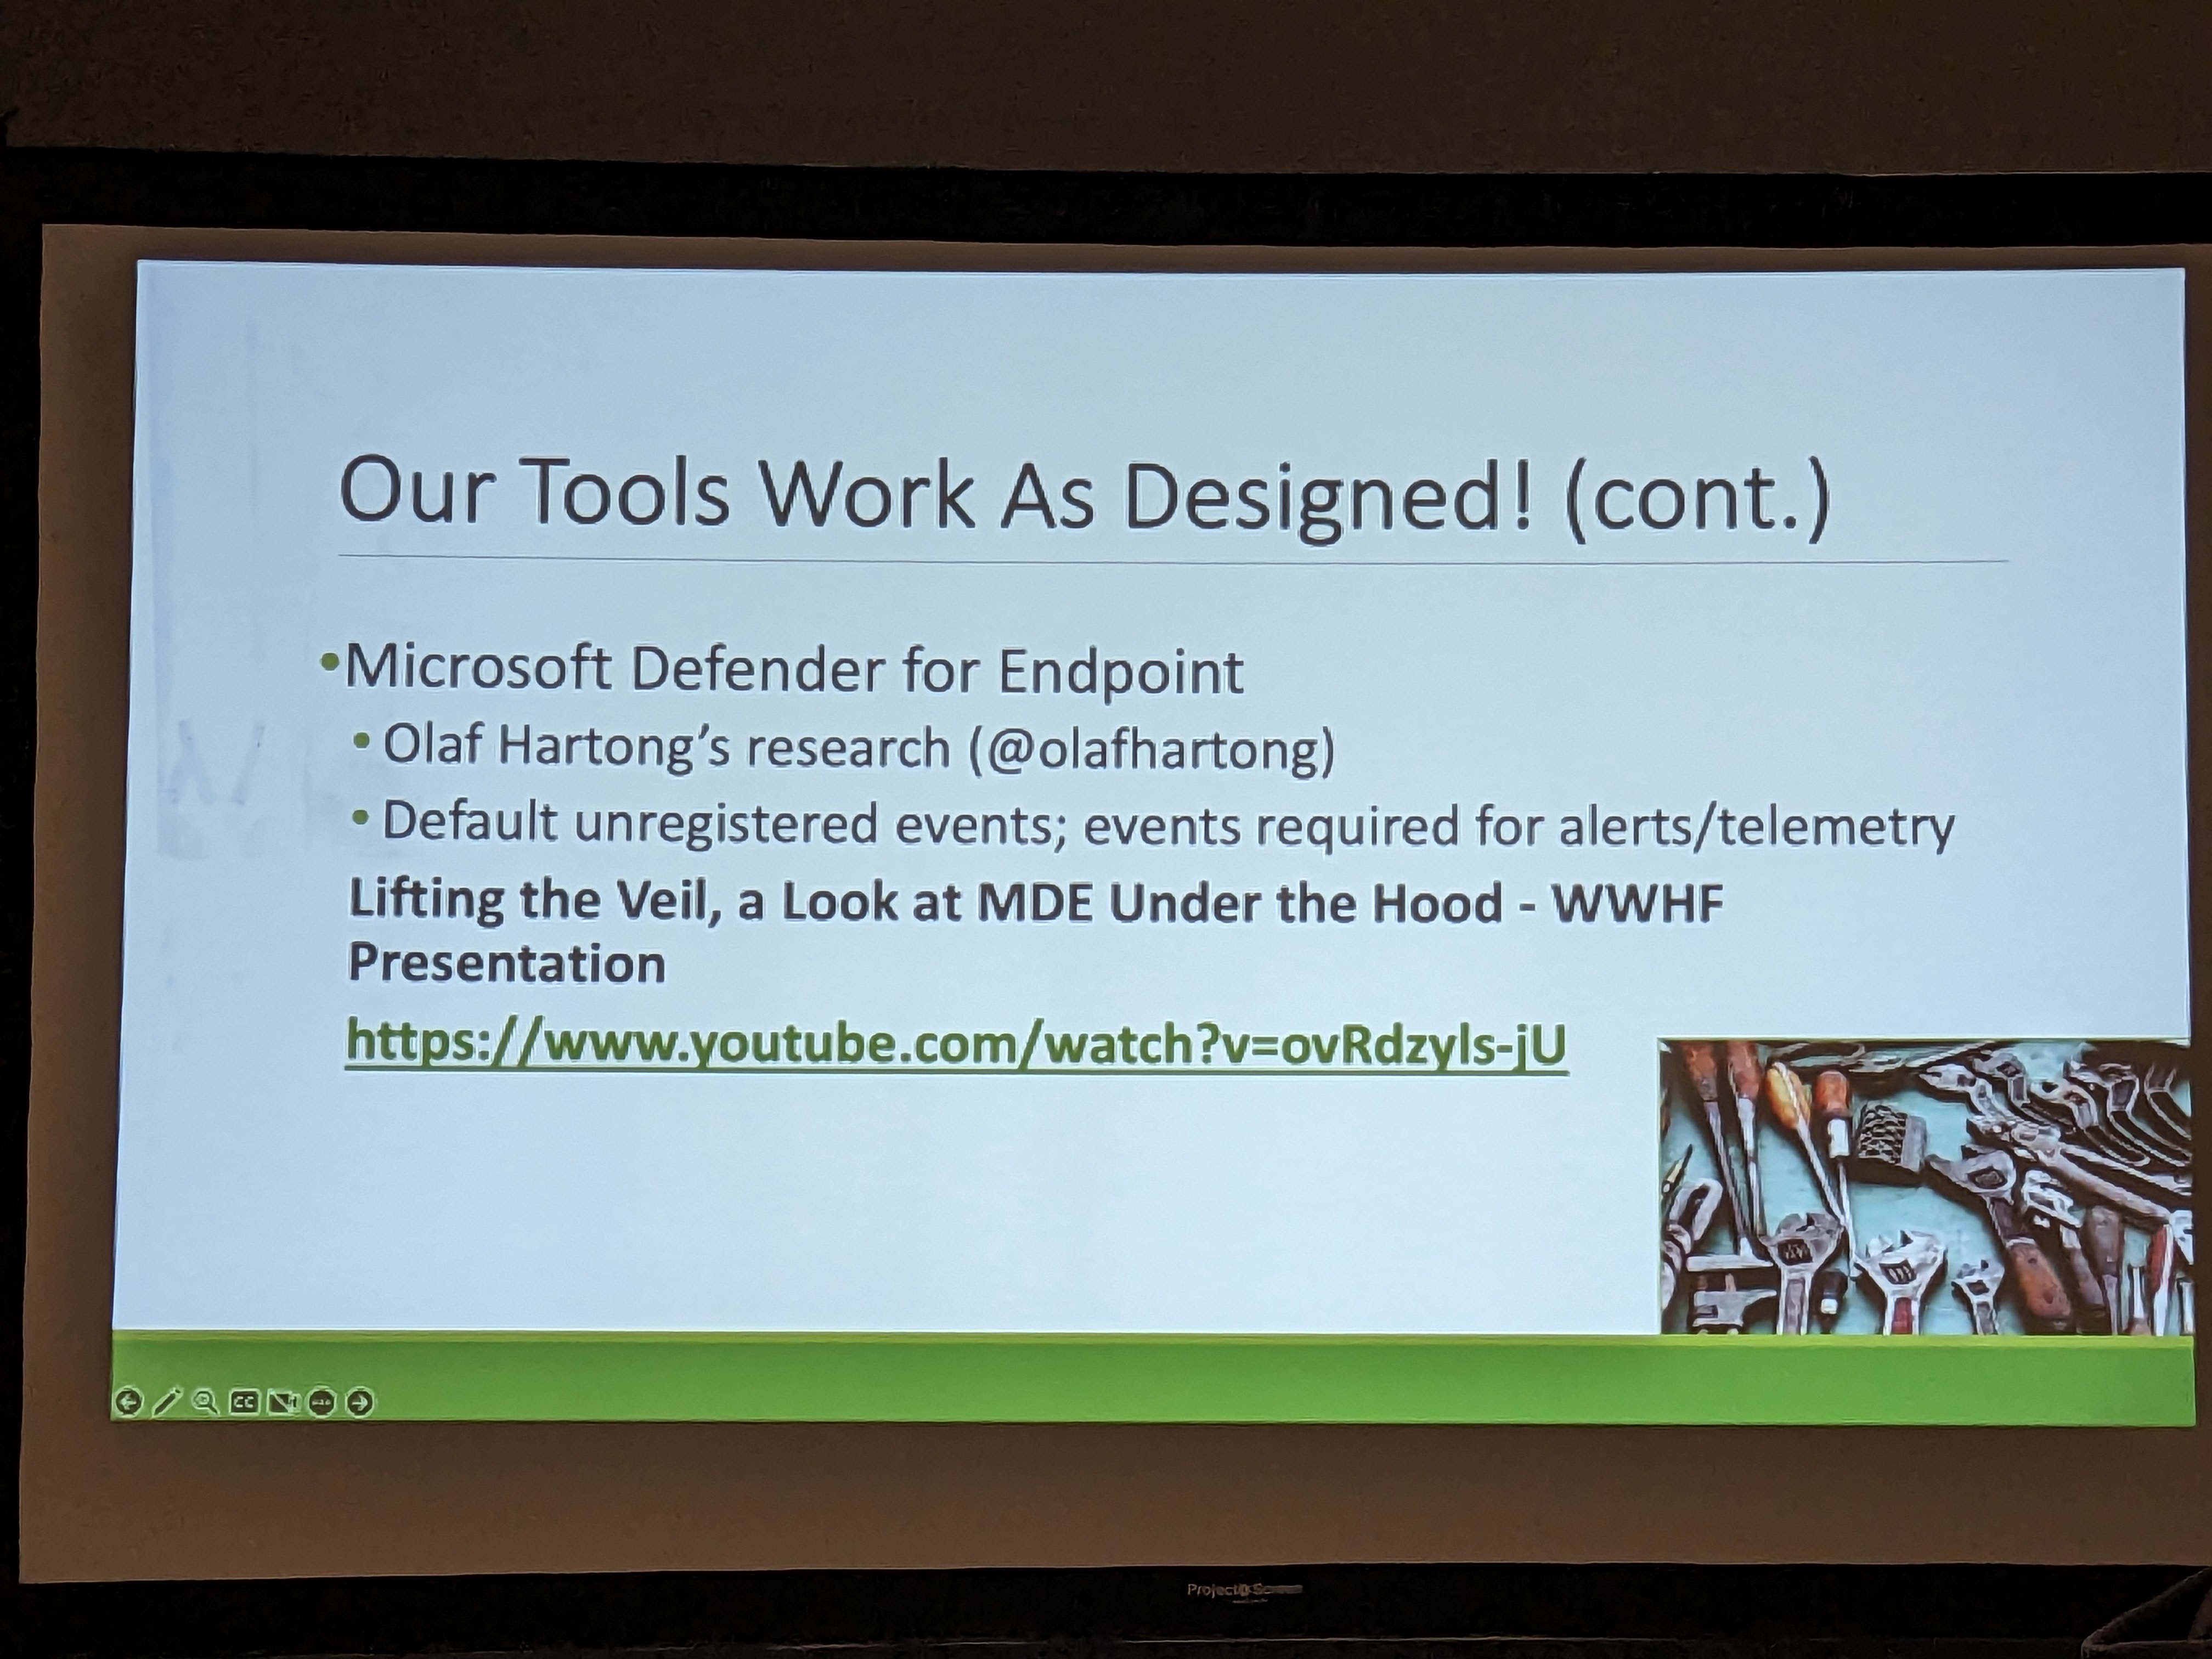 Our Tools Work As Designed! (cont.)
•Microsoft Defender for Endpoint
• Olaf Hartong’s research (@olafhartong)
• Default unregistered events; events required for alerts/telemetry
Lifting the Veil, a Look at MDE Under the Hood - WWHF
Presentation
https://www.youtube.com/watch?v=ovRdzyls-jU
CC